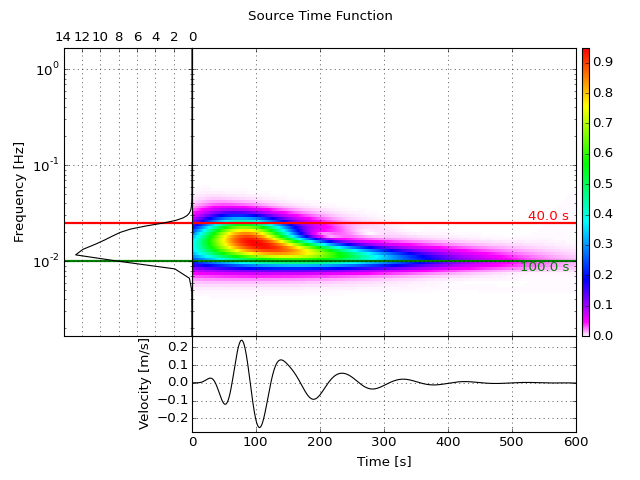 Source Time Function
14 12 10 8 6 4 2 0
Frequency [Hz]
10^0
10^-1
10^-2
40.0 s
100.0 s
0.9
0.8
0.7
0.6
0.5
0.4
0.3
0.2
0.1
0.0
Velocity [m/s]
0.2
0.1
0.0
−0.1
−0.2
0 100 200 300 400 500 600
Time [s]